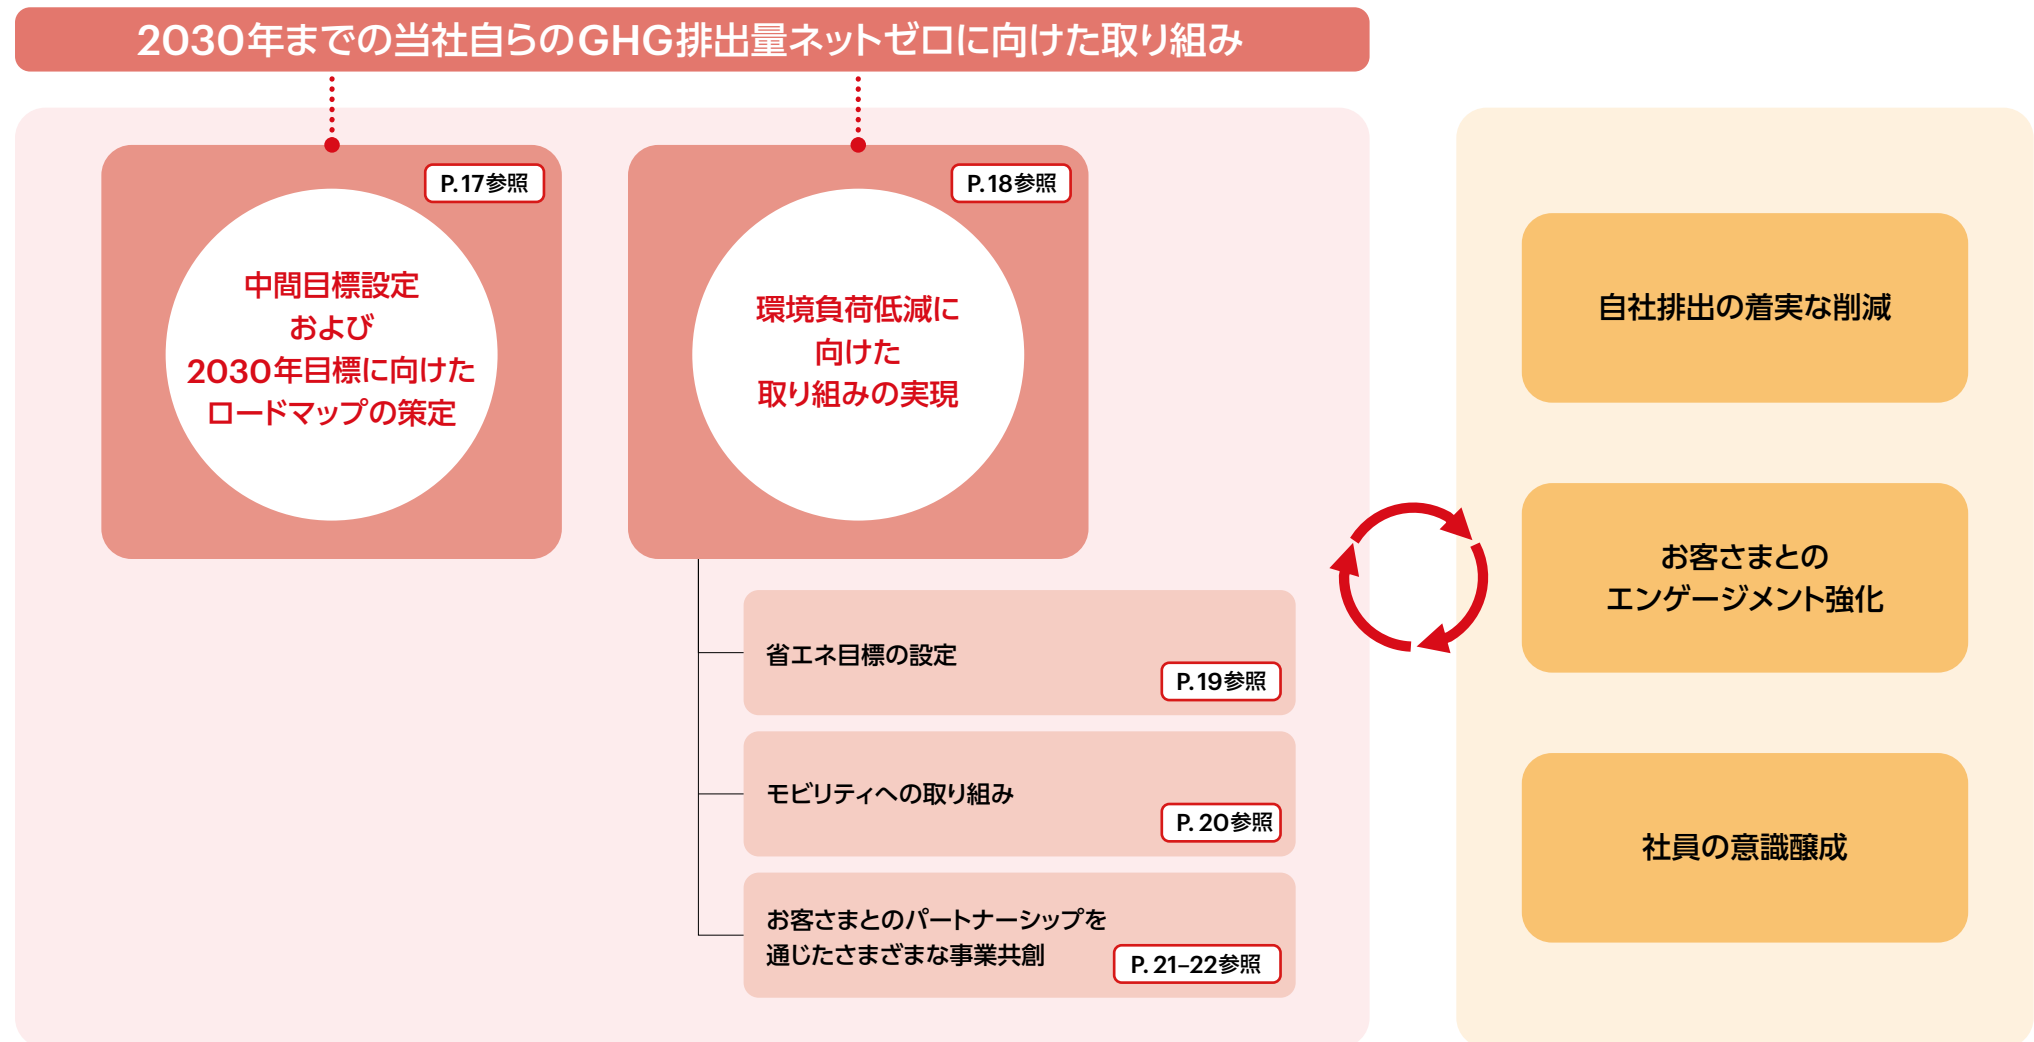 2030年までの当社自らのGHG排出量ネットゼロに向けた取り組み
P.17参照
中間目標設定
および
2030年目標に向けた
ロードマップの策定
P.18参照
環境負荷低減に
向けた
取り組みの実現
省エネ目標の設定
P.19参照
モビリティへの取り組み
P. 20参照
お客さまとのパートナーシップを
通じたさまざまな事業共創
P. 21–22参照
自社排出の着実な削減
お客さまとの
エンゲージメント強化
社員の意識醸成